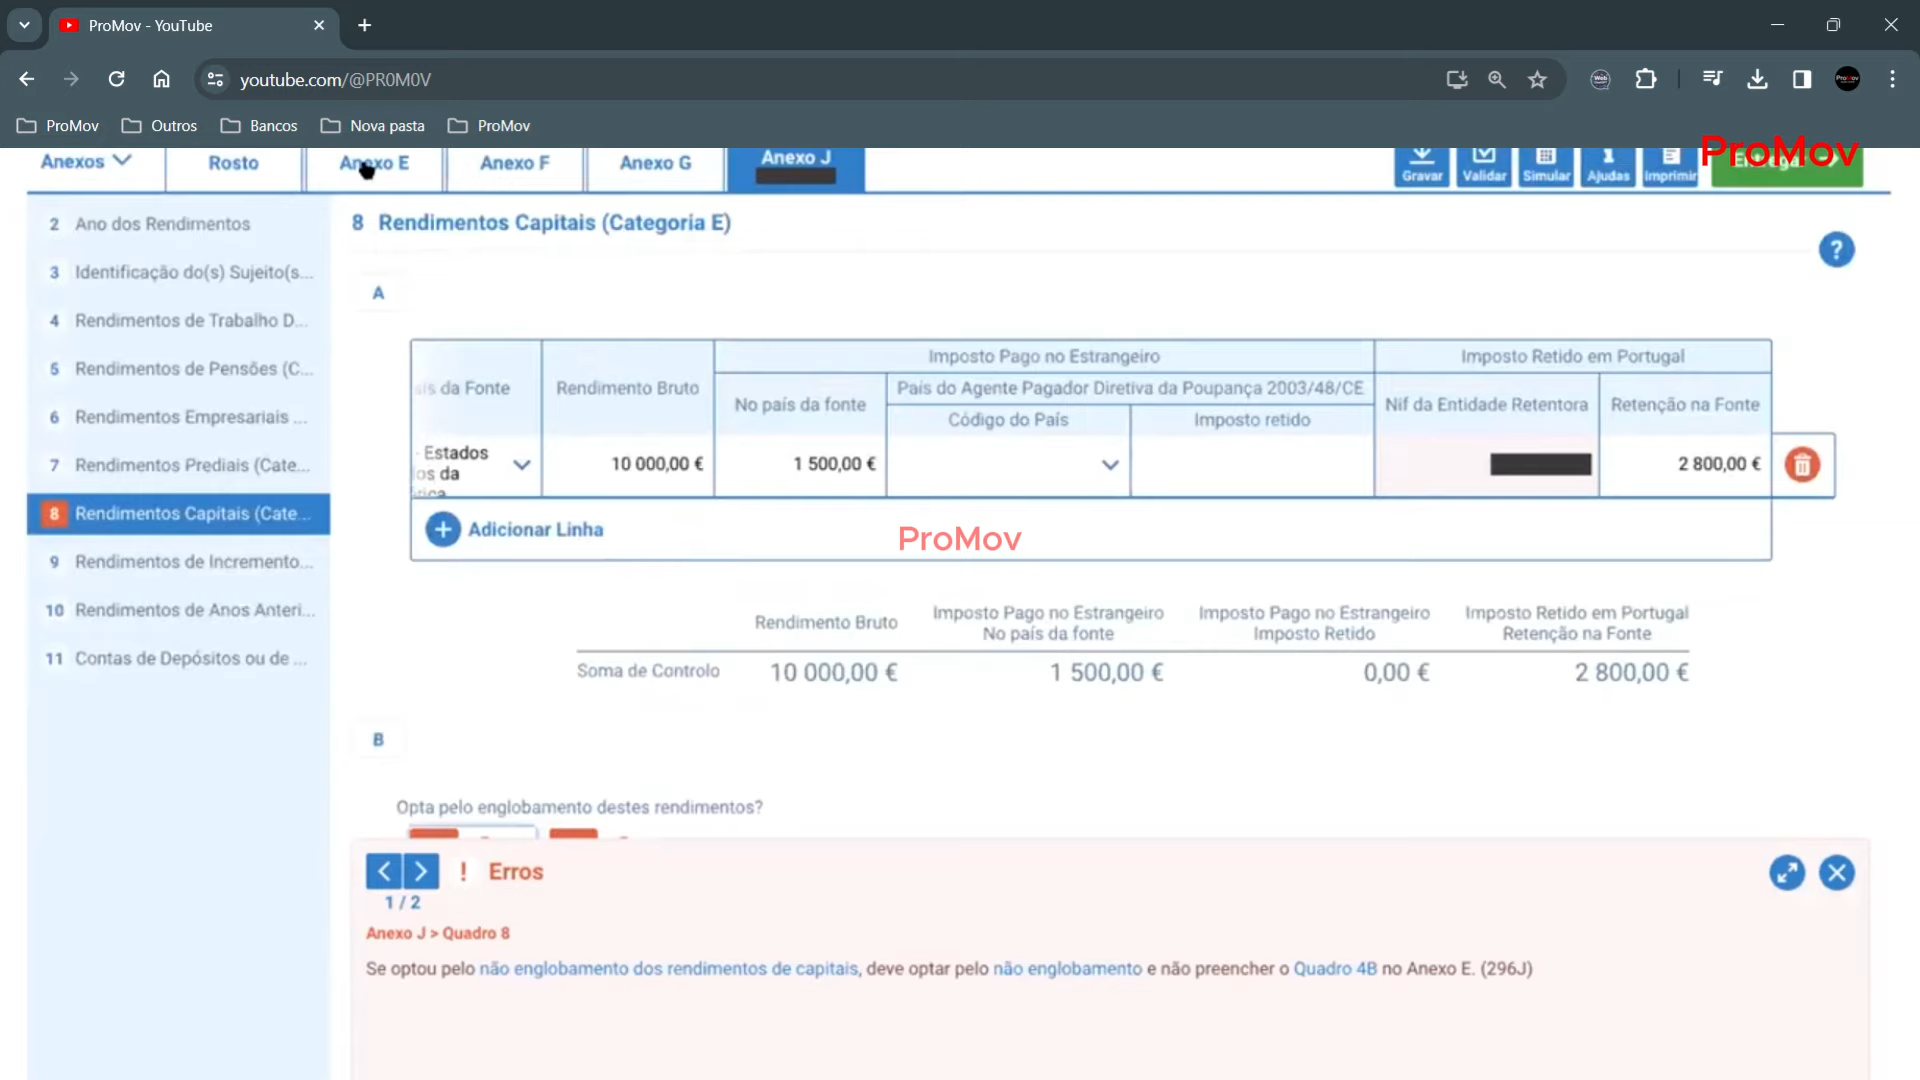 ProMov - YouTube
youtube.com/@PR0M0V
ProMov
Outros
Bancos
Nova pasta
ProMov
ProMov
Anexos
Rosto
Anexo E
Anexo F
Anexo G
Anexo J
Gravar
Validar
Simular
Ajudas
Imprimir
2 Ano dos Rendimentos
3 Identificação do(s) Sujeito(s...
4 Rendimentos de Trabalho D...
5 Rendimentos de Pensões (C...
6 Rendimentos Empresariais ...
7 Rendimentos Prediais (Cate...
8 Rendimentos Capitais (Cate...
9 Rendimentos de Incremento...
10 Rendimentos de Anos Anteri...
11 Contas de Depósitos ou de ...
8 Rendimentos Capitais (Categoria E)
?
A
da Fonte
Rendimento Bruto
Imposto Pago no Estrangeiro
No país da fonte
País do Agente Pagador Diretiva da Poupança 2003/48/CE
Código do País
Imposto retido
Imposto Retido em Portugal
Nif da Entidade Retentora
Retenção na Fonte
- Estados
da
10 000,00 €
1 500,00 €
2 800,00 €
Adicionar Linha
ProMov
Rendimento Bruto
Imposto Pago no Estrangeiro
No país da fonte
Imposto Pago no Estrangeiro
Imposto Retido
Imposto Retido em Portugal
Retenção na Fonte
Soma de Controlo
10 000,00 €
1 500,00 €
0,00 €
2 800,00 €
B
Opta pelo englobamento destes rendimentos?
! Erros
1 / 2
Anexo J > Quadro 8
Se optou pelo não englobamento dos rendimentos de capitais, deve optar pelo não englobamento e não preencher o Quadro 4B no Anexo E. (296J)